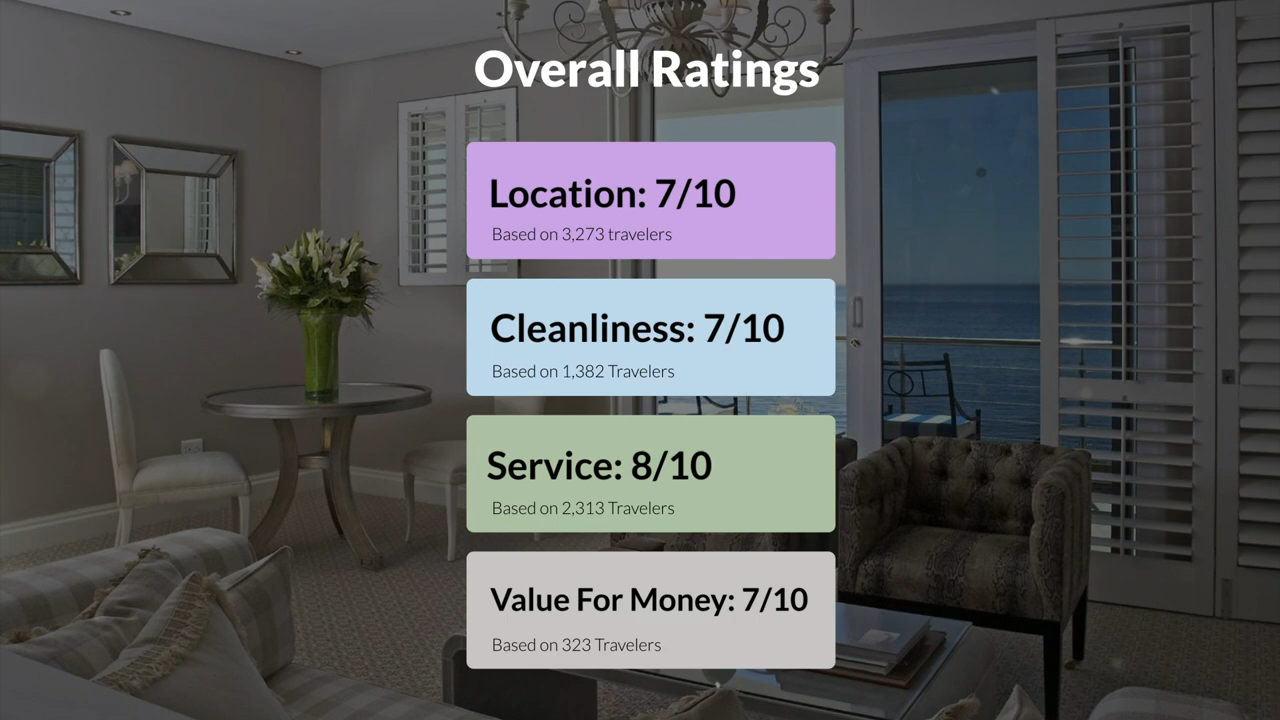 Overall Ratings
Location: 7/10
Based on 3,273 travelers
Cleanliness: 7/10
Based on 1,382 Travelers
Service: 8/10
Based on 2,313 Travelers
Value For Money: 7/10
Based on 323 Travelers